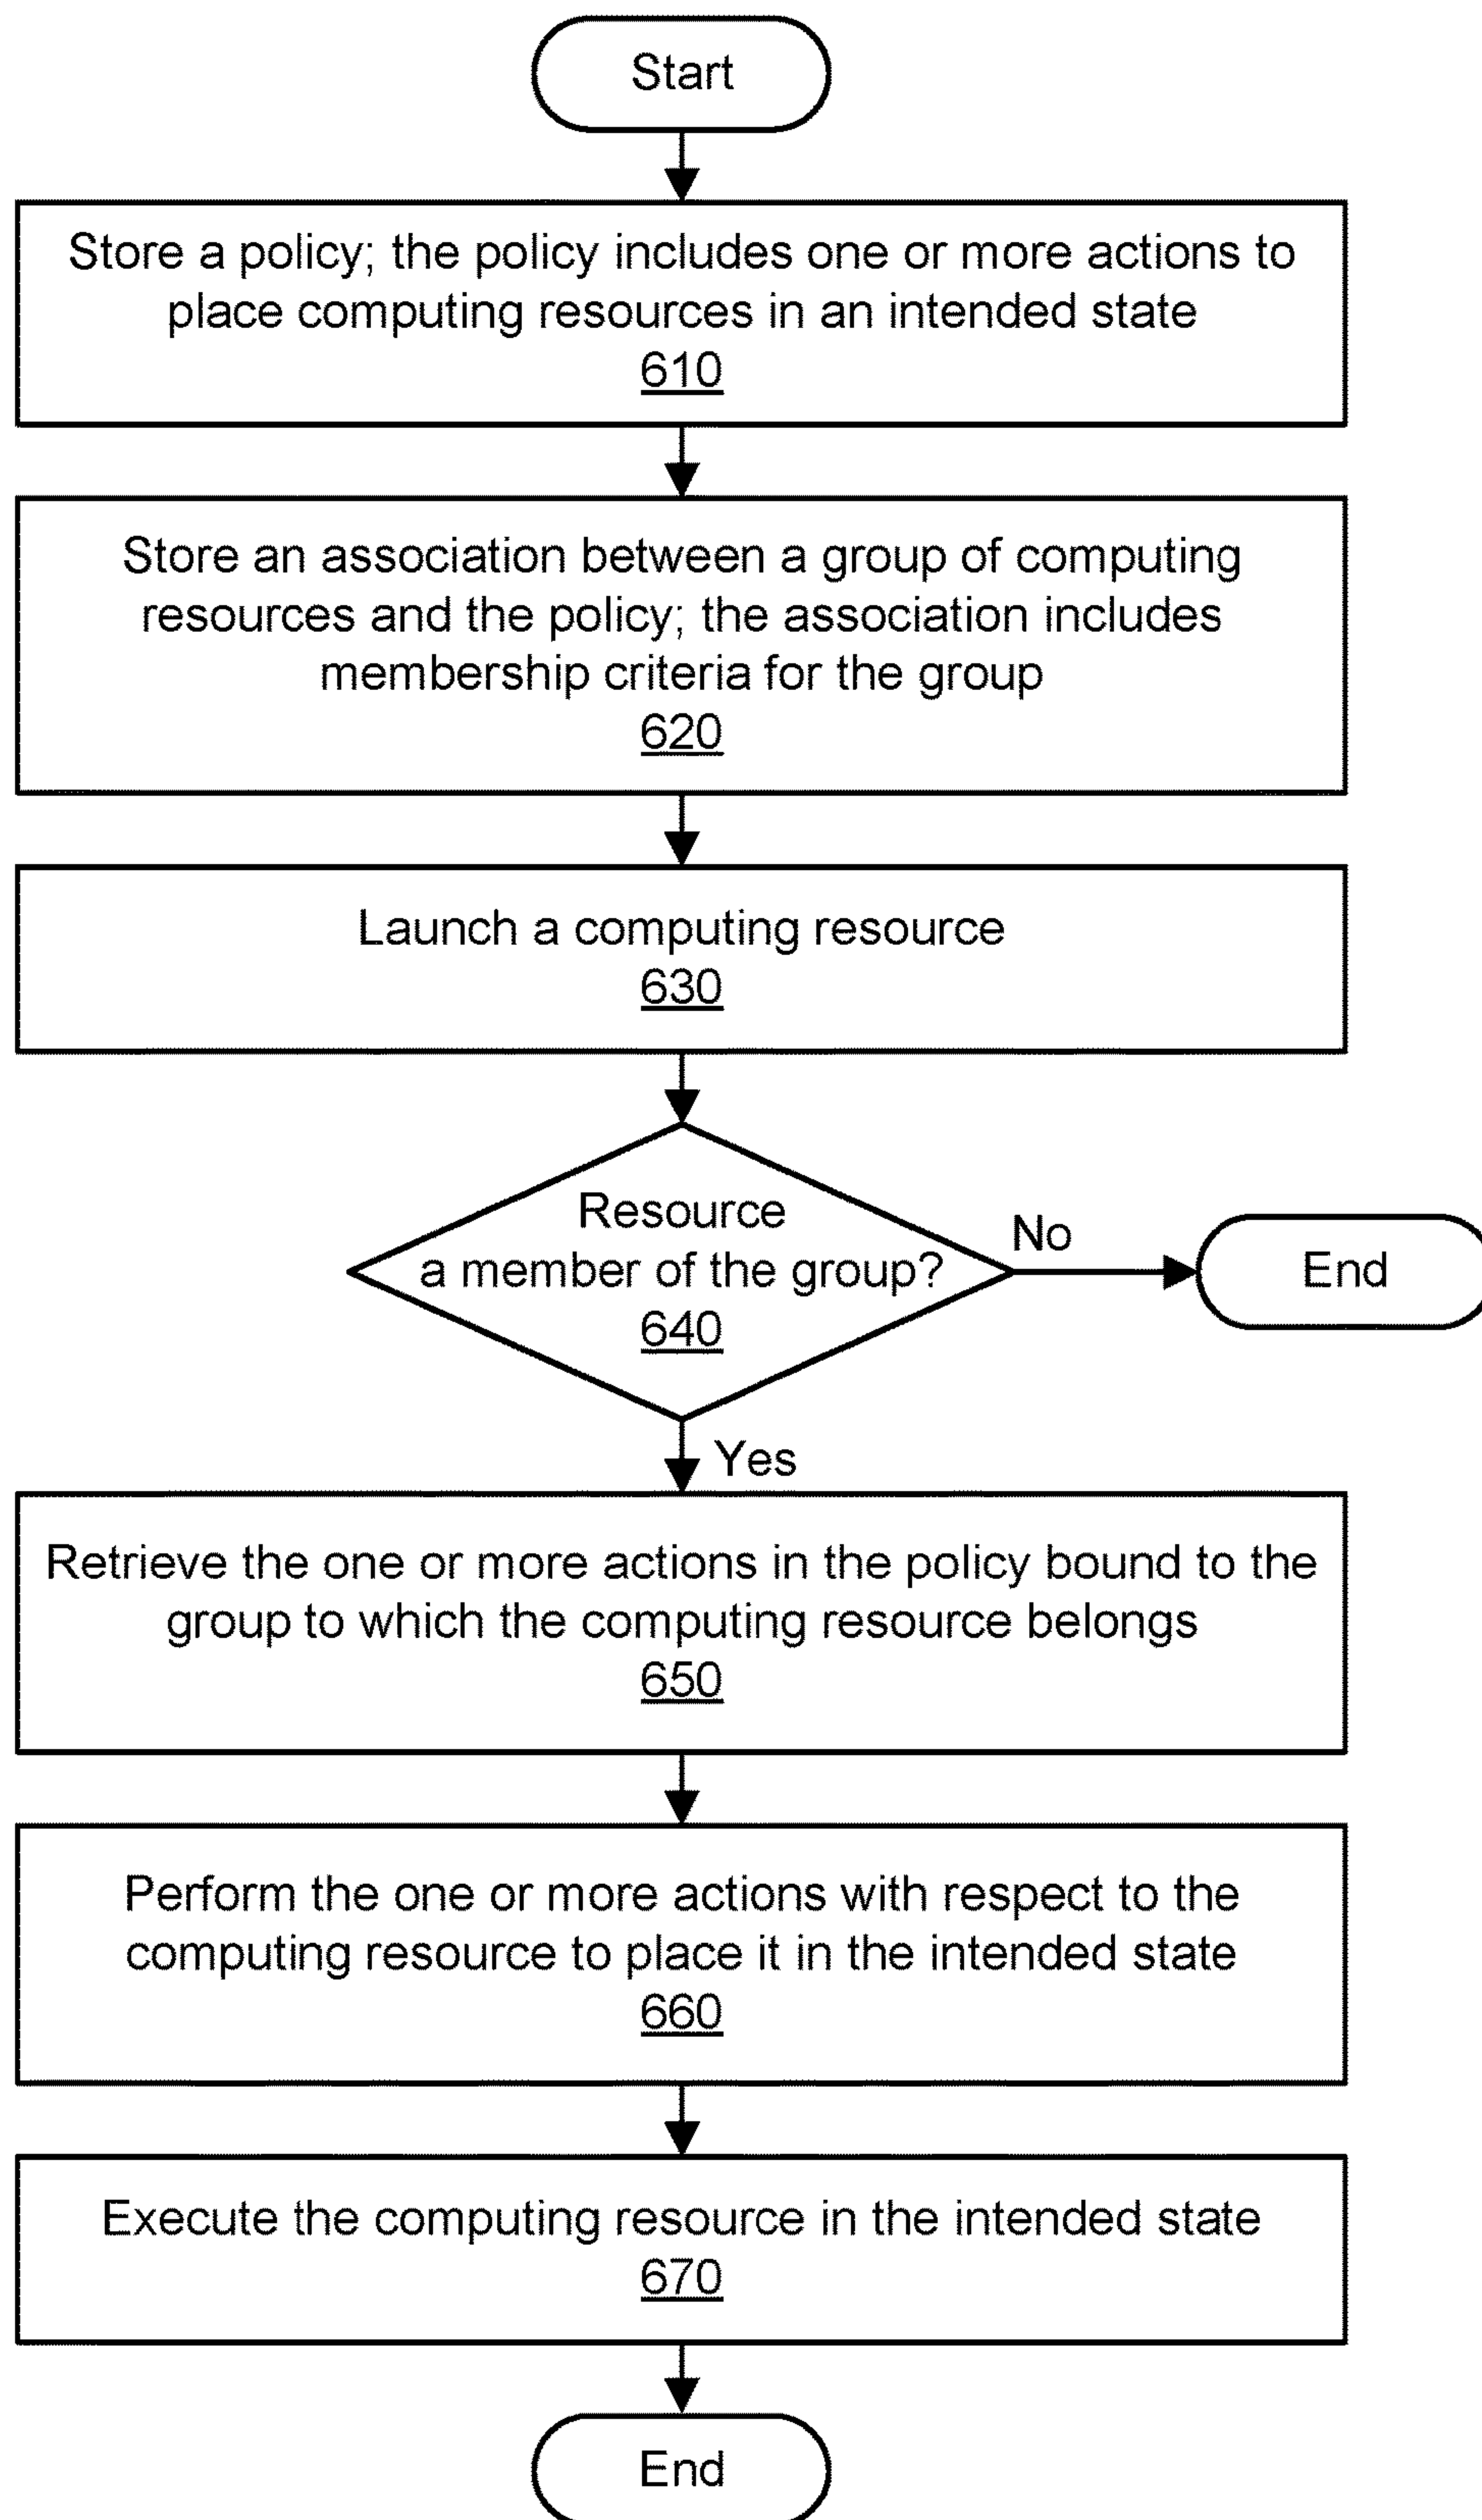 Start
Store a policy; the policy includes one or more actions to
place computing resources in an intended state
610
Store an association between a group of computing
resources and the policy; the association includes
membership criteria for the group
620
Launch a computing resource
630
Resource
a member of the group?
640
No
End
Yes
Retrieve the one or more actions in the policy bound to the
group to which the computing resource belongs
650
Perform the one or more actions with respect to the
computing resource to place it in the intended state
660
Execute the computing resource in the intended state
670
End